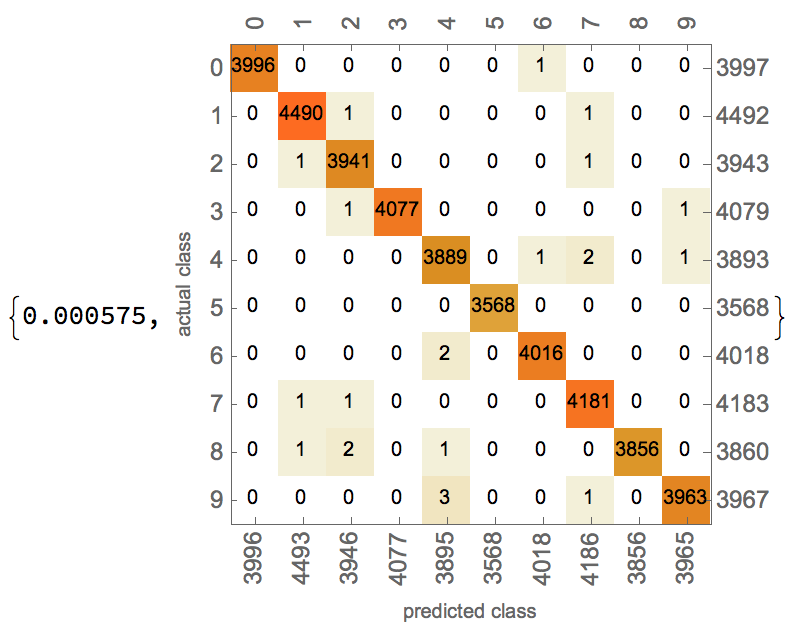 0 1 2 3 4 5 6 7 8 9
0 3996 0 0 0 0 0 1 0 0 0 3997
1 0 4490 1 0 0 0 0 1 0 0 4492
2 0 1 3941 0 0 0 0 1 0 0 3943
3 0 0 1 4077 0 0 0 0 0 1 4079
4 0 0 0 0 3889 0 1 2 0 1 3893
{0.000575,
actual class
5 0 0 0 0 0 3568 0 0 0 0 3568
}
6 0 0 0 0 2 0 4016 0 0 0 4018
7 0 1 1 0 0 0 0 4181 0 0 4183
8 0 1 2 0 1 0 0 0 3856 0 3860
9 0 0 0 0 3 0 0 1 0 3963 3967
3996 4493 3946 4077 3895 3568 4018 4186 3856 3965
predicted class